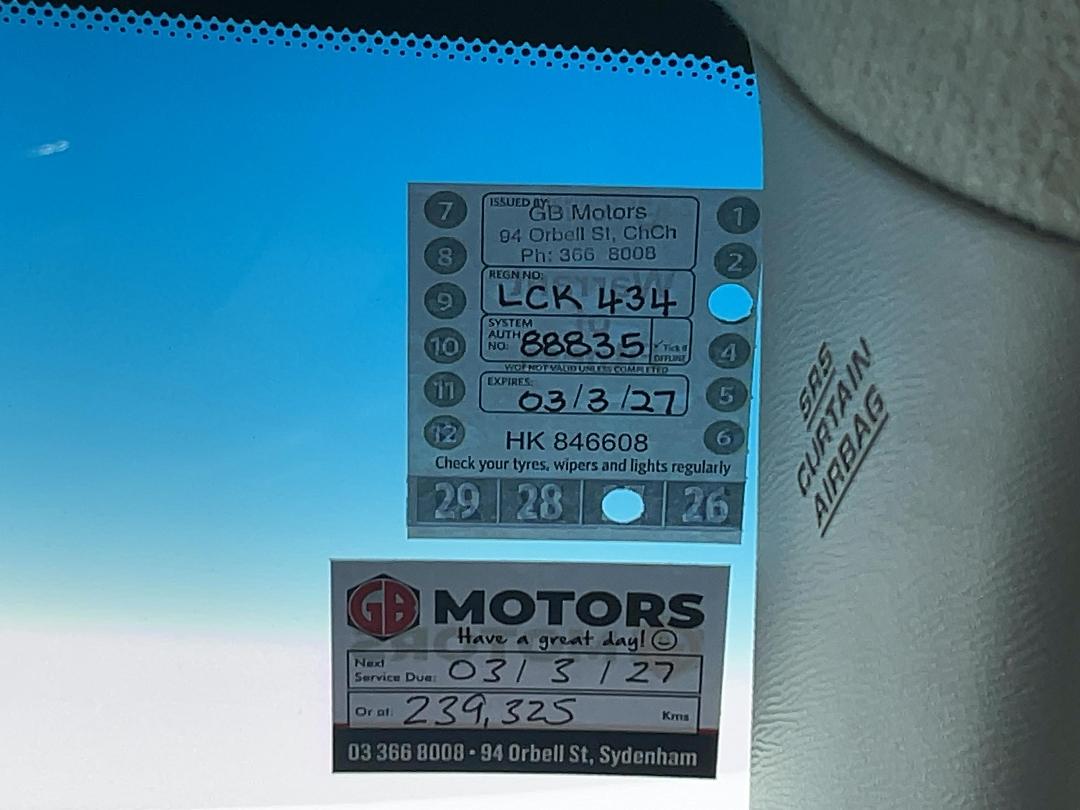 ISSUED BY:
GB Motors
94 Orbell St, ChCh
Ph: 366 8008
REGN NO:
LCK 434
SYSTEM
AUTH
NO: 88835 ✓ Tick if
OFFLINE
WOF NOT VALID UNLESS COMPLETED
EXPIRES:
03/3/27
HK 846608
Check your tyres, wipers and lights regularly
7
8
9
10
11
12
1
2
4
5
6
29 28 26
SRS
CURTAIN
AIRBAG
GB MOTORS
Have a great day!
Next
Service Due: 03/3/27
Or at: 239,325 Kms
03 366 8008 • 94 Orbell St, Sydenham